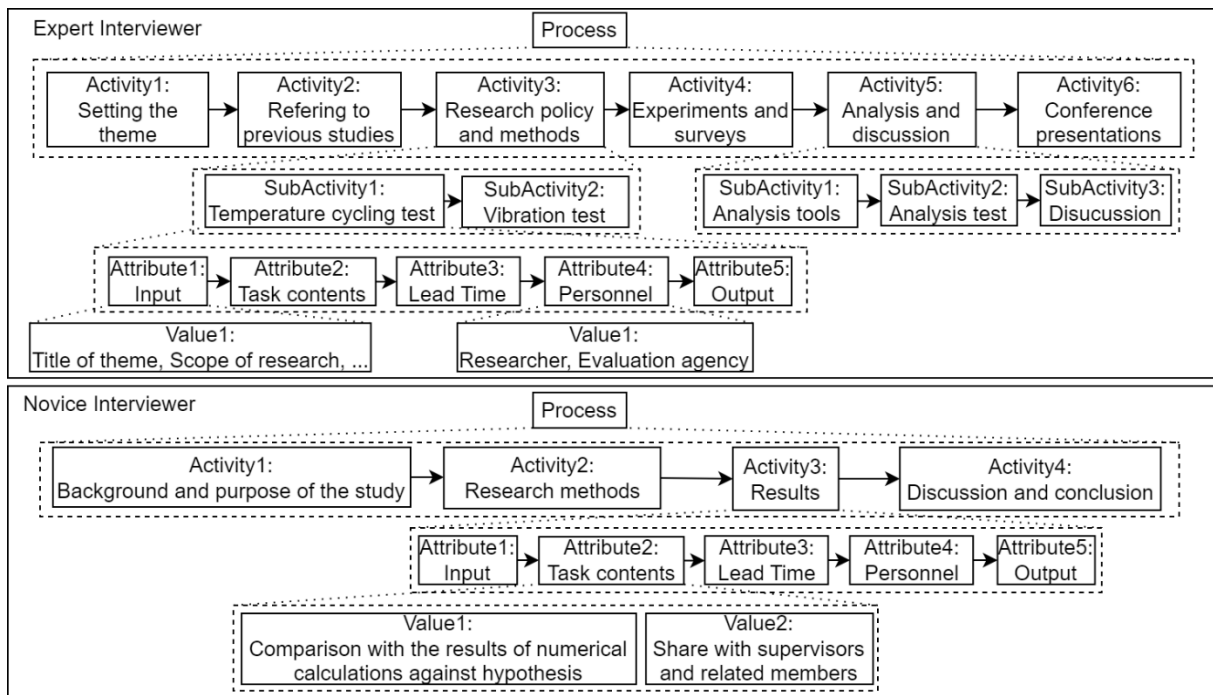 Expert Interviewer
Process
Activity1:
Setting the
theme
Activity2:
Refering to
previous studies
Activity3:
Research policy
and methods
Activity4:
Experiments and
surveys
Activity5:
Analysis and
discussion
Activity6:
Conference
presentations
SubActivity1:
Temperature cycling test
SubActivity2:
Vibration test
SubActivity1:
Analysis tools
SubActivity2:
Analysis test
SubActivity3:
Disucussion
Attribute1:
Input
Attribute2:
Task contents
Attribute3:
Lead Time
Attribute4:
Personnel
Attribute5:
Output
Value1:
Title of theme, Scope of research, ...
Value1:
Researcher, Evaluation agency
Novice Interviewer
Process
Activity1:
Background and purpose of the study
Activity2:
Research methods
Activity3:
Results
Activity4:
Discussion and conclusion
Attribute1:
Input
Attribute2:
Task contents
Attribute3:
Lead Time
Attribute4:
Personnel
Attribute5:
Output
Value1:
Comparison with the results of numerical
calculations against hypothesis
Value2:
Share with supervisors
and related members